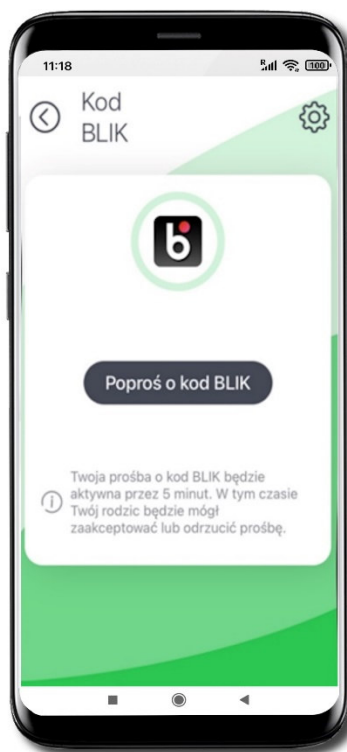 11:18
R
100
Kod
BLIK
b
Poproś o kod BLIK
Twoja prośba o kod BLIK będzie
aktywna przez 5 minut. W tym czasie
Twój rodzic będzie mógł
zaakceptować lub odrzucić prośbę.